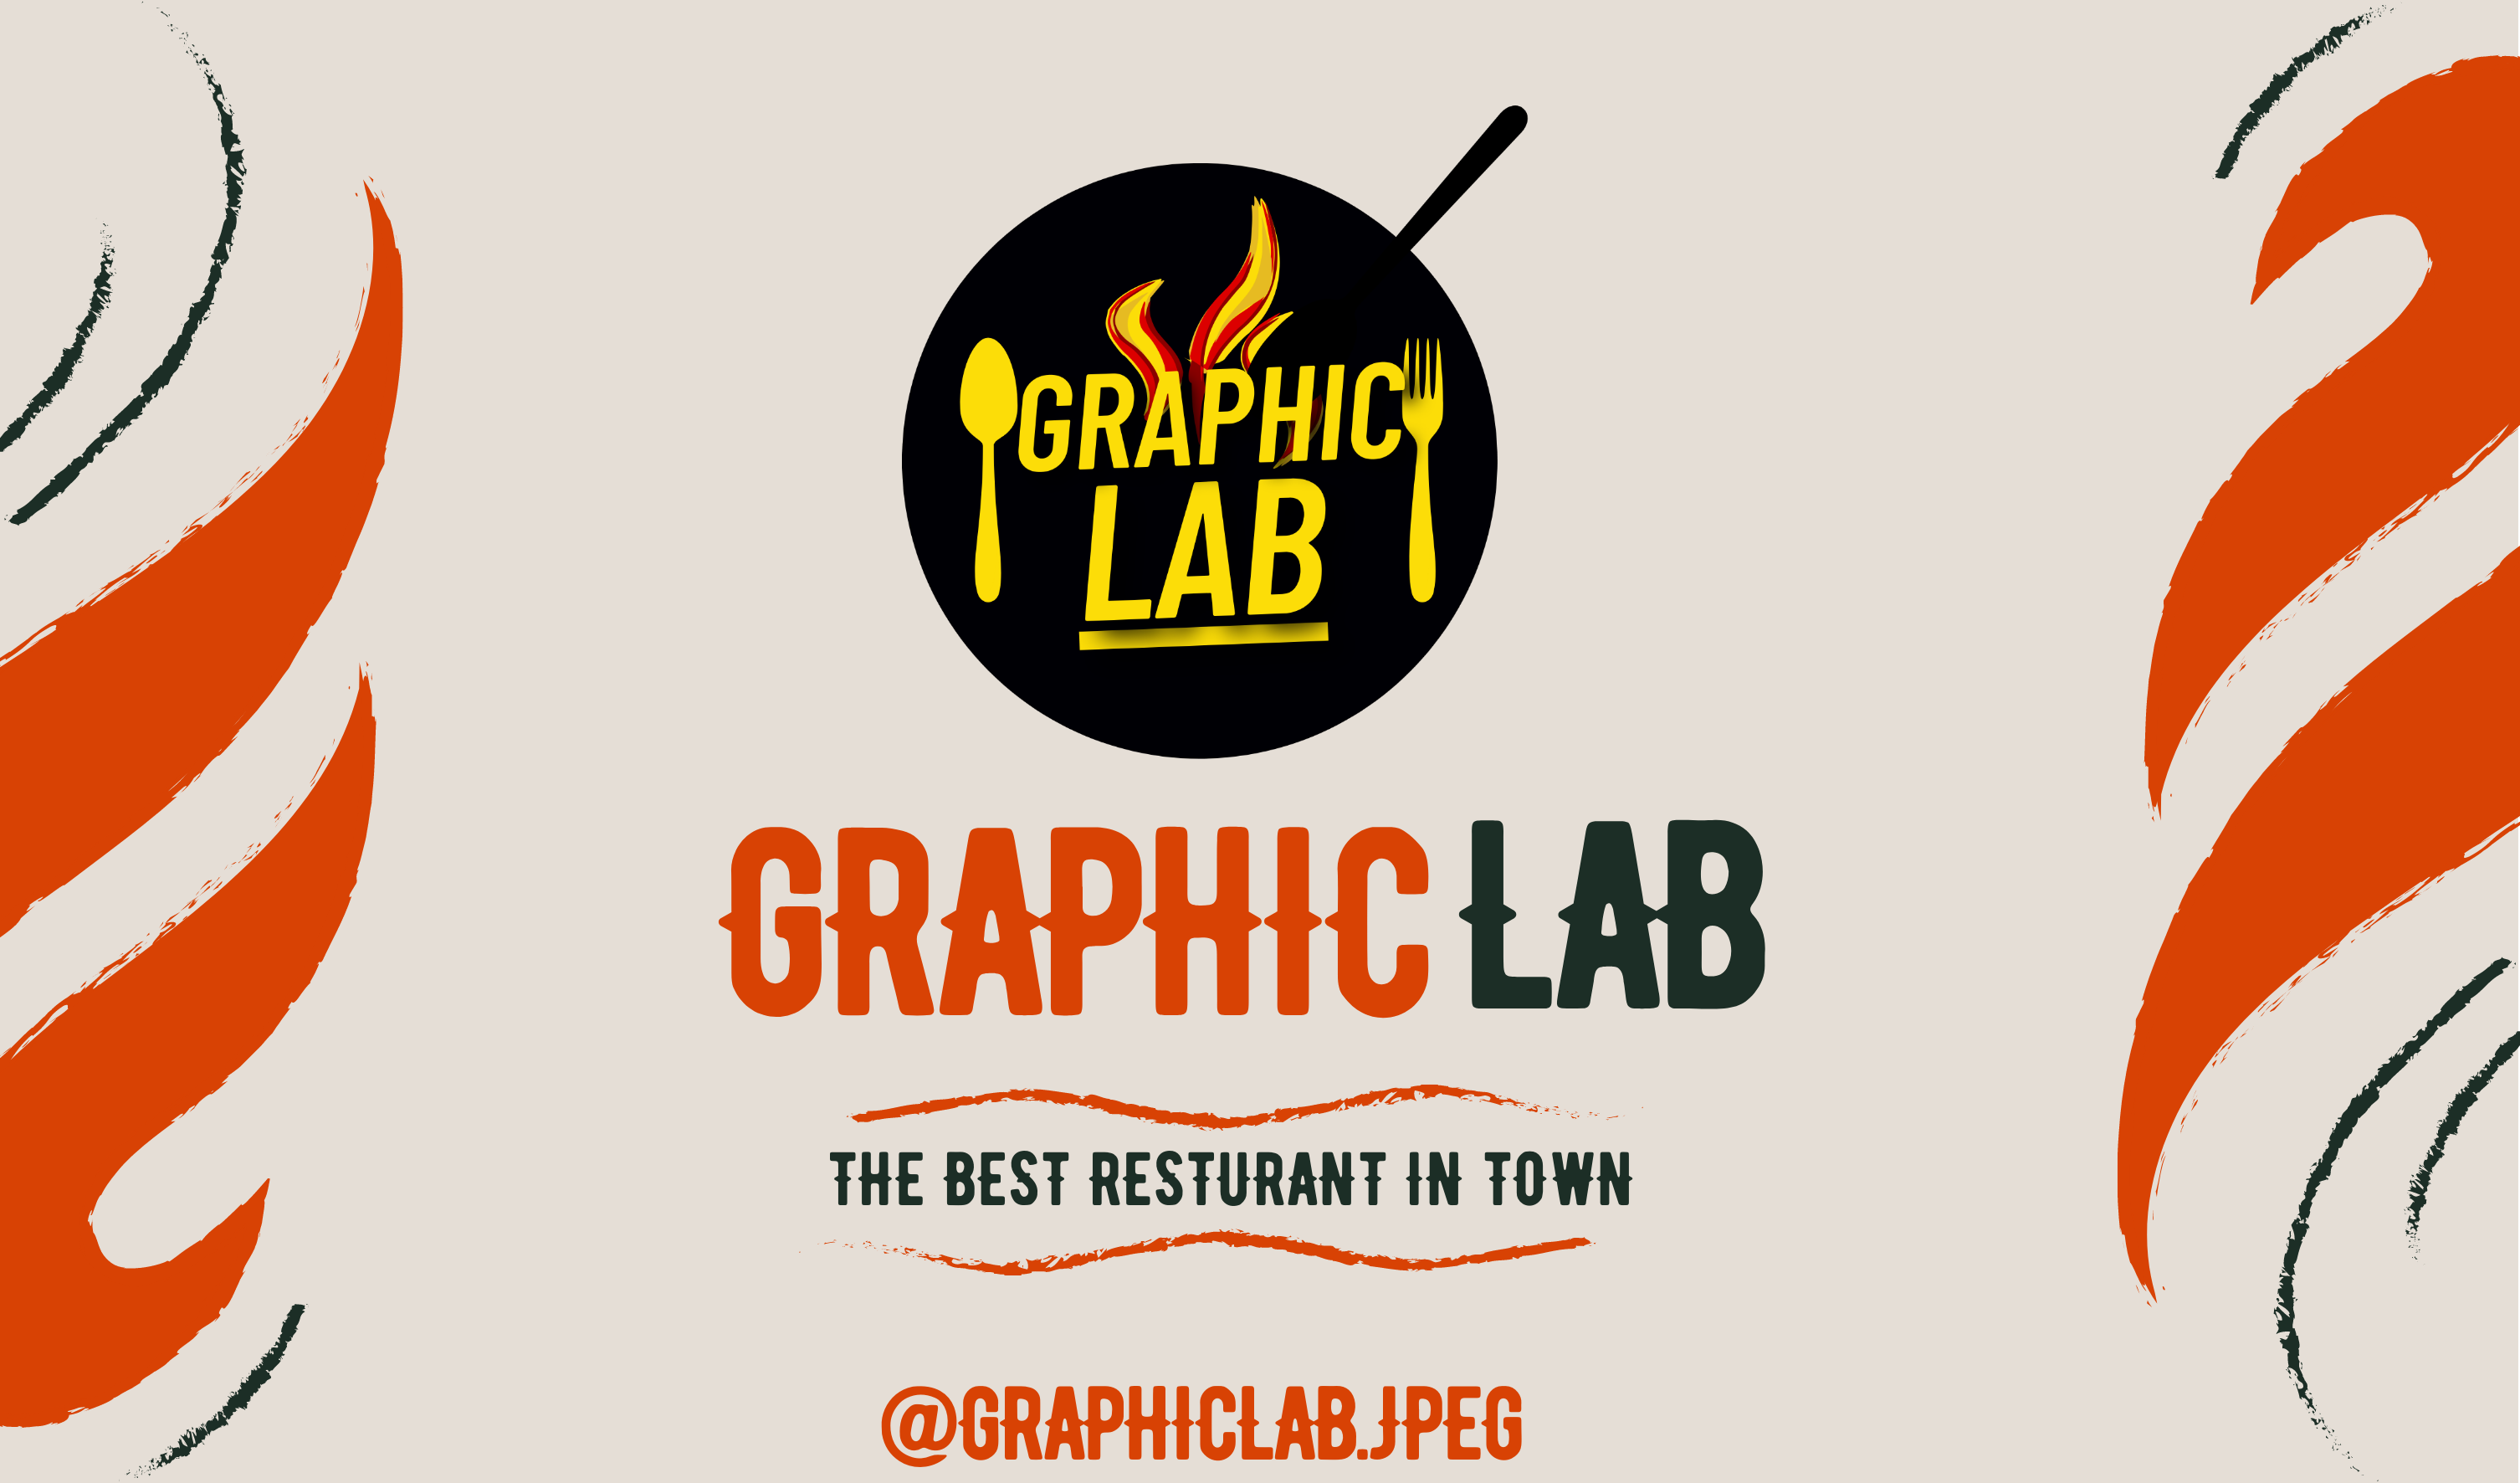 GRAPHIC
LAB
GRAPHIC LAB
THE BEST RESTURANT IN TOWN
@GRAPHICLAB.JPEG